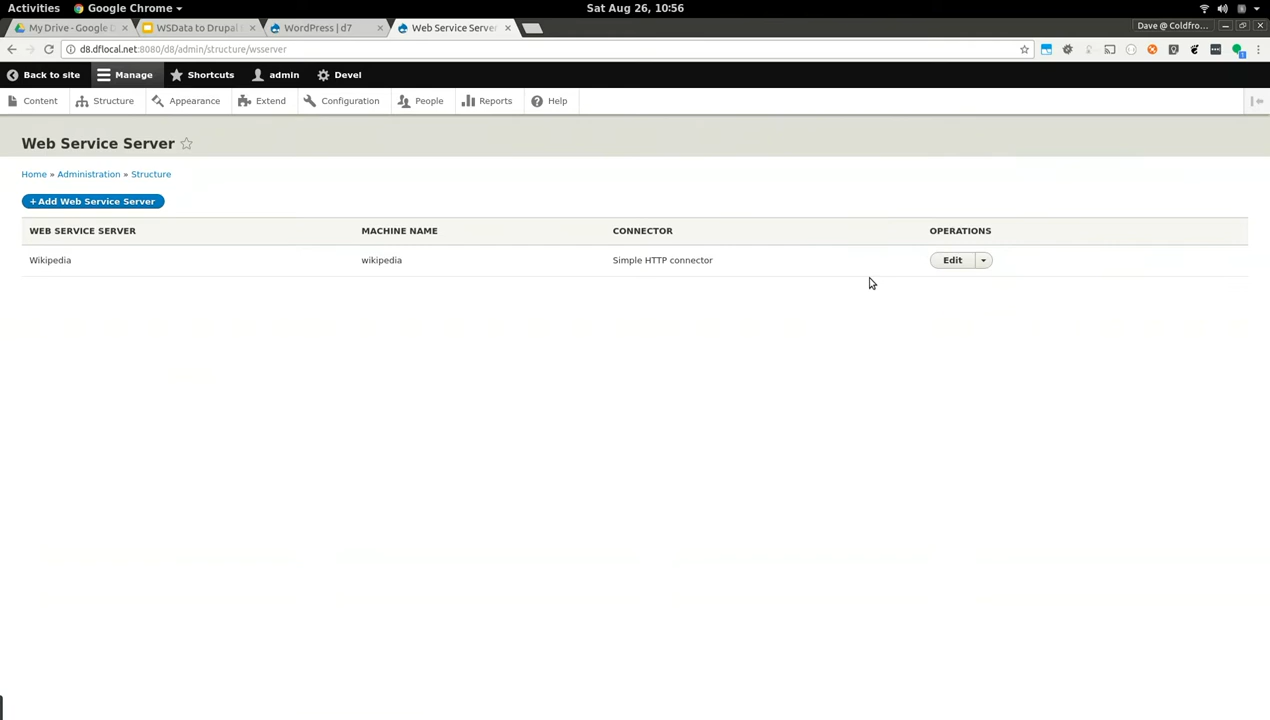 Activities Google Chrome Sat Aug 26, 10:56
My Drive - Google D WSData to Drupal WordPress | d7 Web Service Server Dave @ Coldfro...
d8.dflocal.net:8080/d8/admin/structure/wsserver
Back to site Manage Shortcuts admin Devel
Content Structure Appearance Extend Configuration People Reports Help
Web Service Server
Home » Administration » Structure
+ Add Web Service Server
WEB SERVICE SERVER MACHINE NAME CONNECTOR OPERATIONS
Wikipedia wikipedia Simple HTTP connector Edit